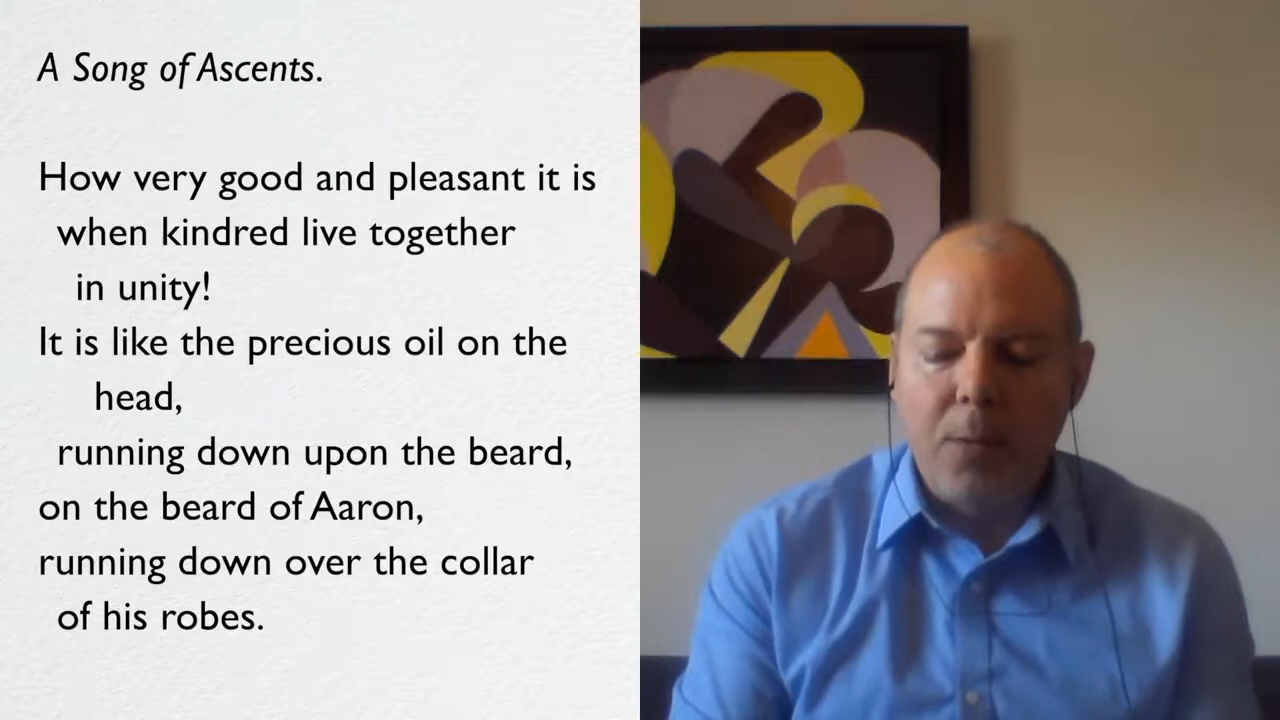 A Song of Ascents.
How very good and pleasant it is
when kindred live together
in unity!
It is like the precious oil on the
head,
running down upon the beard,
on the beard of Aaron,
running down over the collar
of his robes.